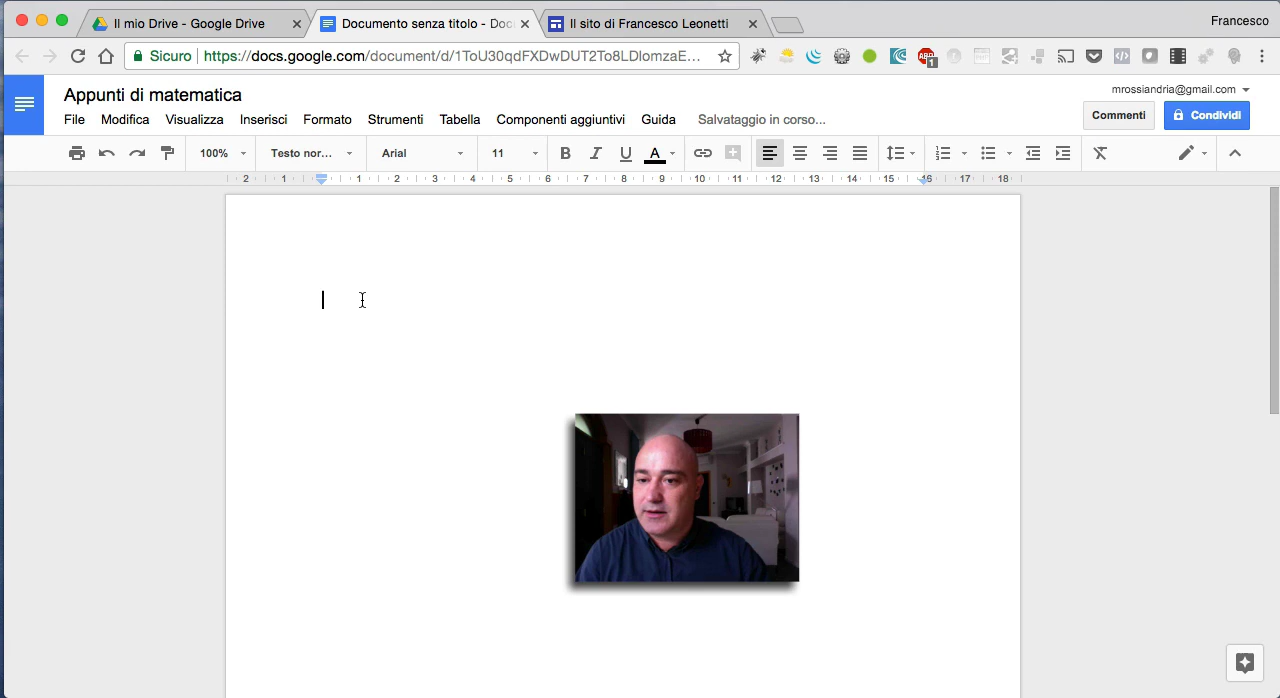 Il mio Drive - Google Drive
Documento senza titolo - Doc
Il sito di Francesco Leonetti
Francesco
Sicuro
https://docs.google.com/document/d/1ToU30qdFXDwDUT2To8LDlomzaE...
ABP
1
Appunti di matematica
mrossiandria@gmail.com
File Modifica Visualizza Inserisci Formato Strumenti Tabella Componenti aggiuntivi Guida Salvataggio in corso...
Commenti
Condividi
100% Testo nor... Arial 11 B I U A
2 1 1 2 3 4 5 6 7 8 9 10 11 12 13 14 15 16 17 18